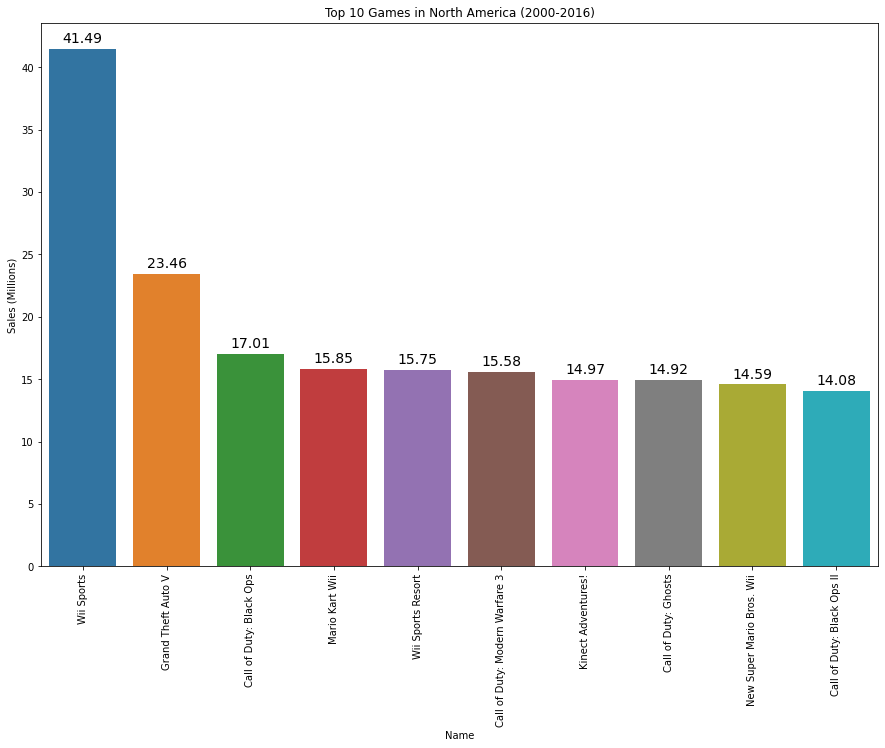 Top 10 Games in North America (2000-2016)
Sales (Millions)
40
35
30
25
20
15
10
5
0
41.49
23.46
17.01
15.85
15.75
15.58
14.97
14.92
14.59
14.08
Wii Sports
Grand Theft Auto V
Call of Duty: Black Ops
Mario Kart Wii
Wii Sports Resort
Call of Duty: Modern Warfare 3
Kinect Adventures!
Call of Duty: Ghosts
New Super Mario Bros. Wii
Call of Duty: Black Ops II
Name